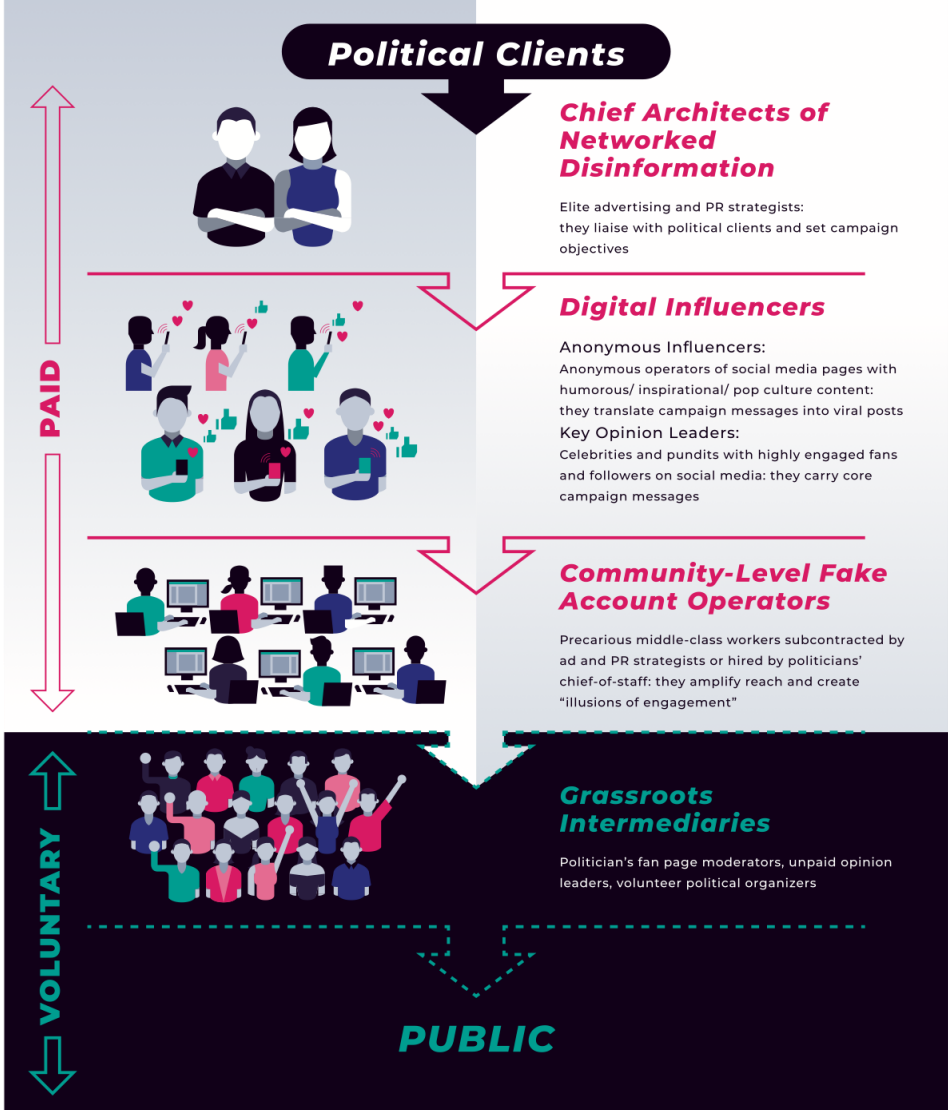 Political Clients
Chief Architects of
Networked
Disinformation
Elite advertising and PR strategists:
they liaise with political clients and set campaign
objectives
Digital Influencers
Anonymous Influencers:
Anonymous operators of social media pages with
humorous/ inspirational/ pop culture content:
they translate campaign messages into viral posts
Key Opinion Leaders:
Celebrities and pundits with highly engaged fans
and followers on social media: they carry core
campaign messages
PAID
Community-Level Fake
Account Operators
Precarious middle-class workers subcontracted by
ad and PR strategists or hired by politicians’
chief-of-staff: they amplify reach and create
“illusions of engagement”
Grassroots
Intermediaries
Politician’s fan page moderators, unpaid opinion
leaders, volunteer political organizers
VOLUNTARY
PUBLIC